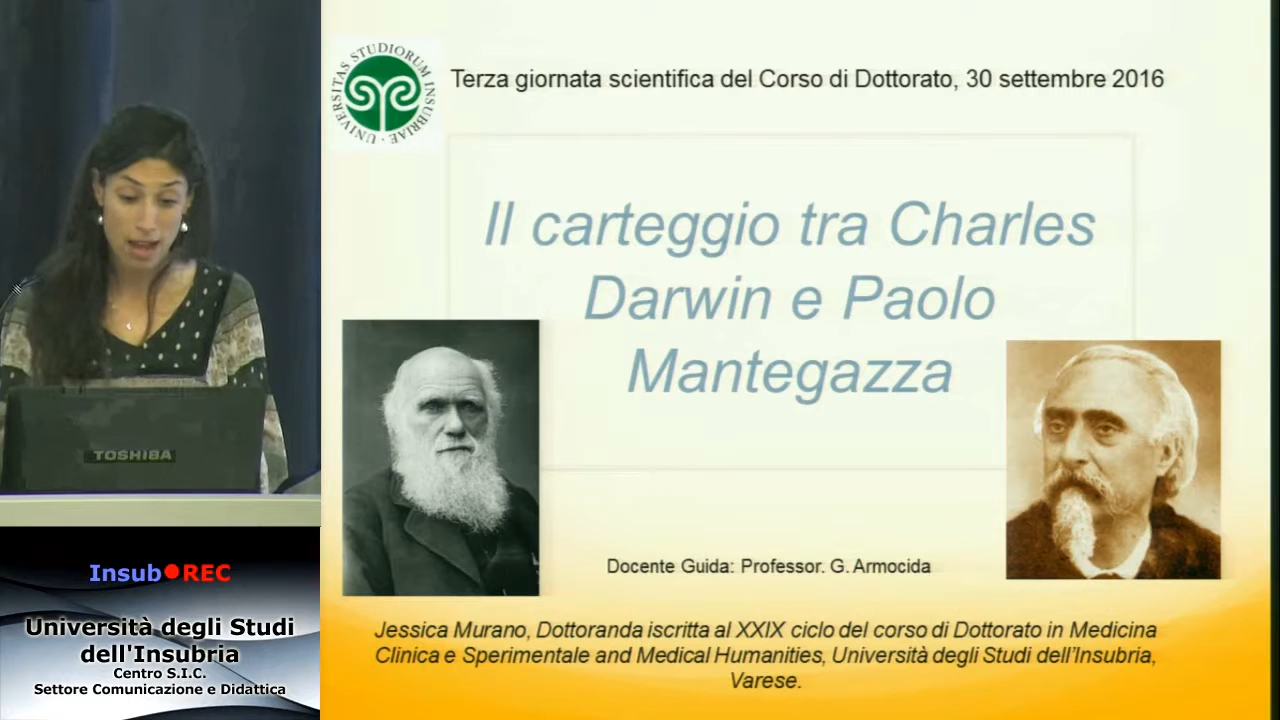 UNIVERSITAS STUDIORUM INSUBRIAE
Terza giornata scientifica del Corso di Dottorato, 30 settembre 2016
Il carteggio tra Charles
Darwin e Paolo
Mantegazza
TOSHIBA
Docente Guida: Professor. G. Armocida
Insub REC
Università degli Studi
dell'Insubria
Centro S.I.C.
Settore Comunicazione e Didattica
Jessica Murano, Dottoranda iscritta al XXIX ciclo del corso di Dottorato in Medicina
Clinica e Sperimentale and Medical Humanities, Università degli Studi dell'Insubria,
Varese.